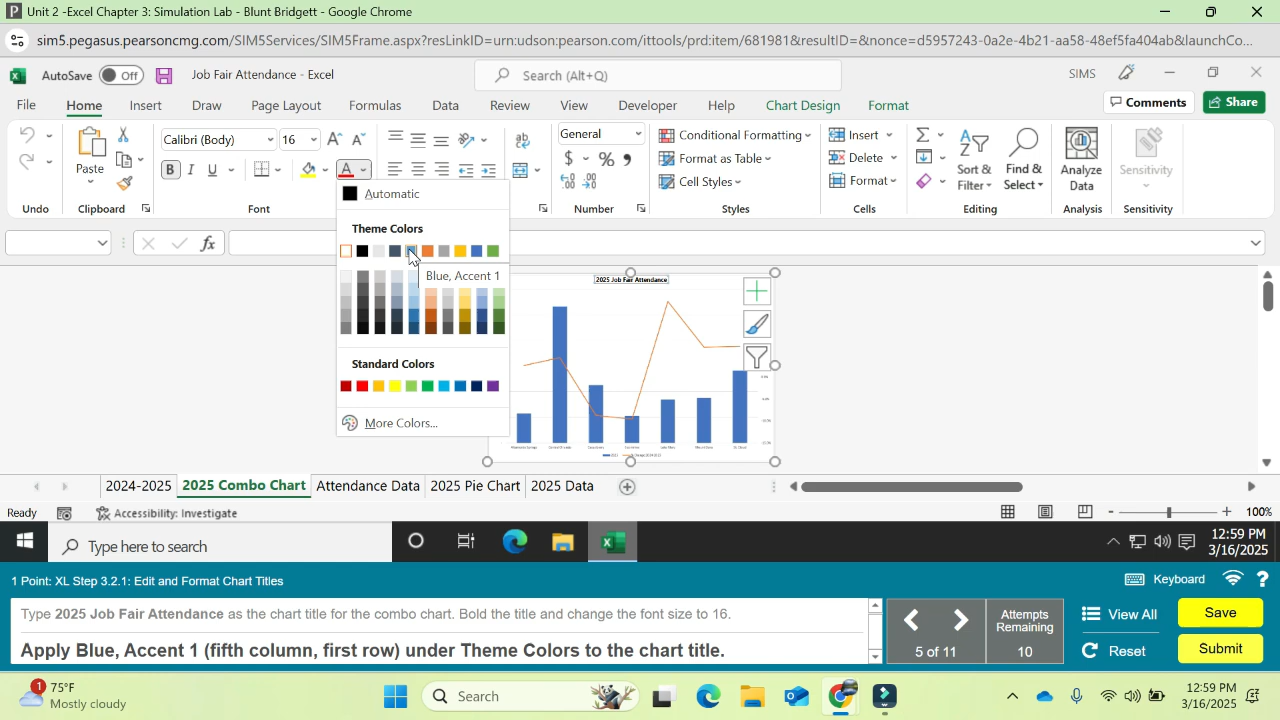 Unit 2 -Excel Chapter 3: Simulation Lab - Blunt Bridgett - Google Chrome
sim5.pegasus.pearsoncmg.com/SIM5Services/SIM5Frame.aspx?resLinkID=urn:udson:pearson.com/ittools/prd:item/681981&resultID=&nonce=d5957243-0a2e-4b21-aa58-48ef5fa404ab&launchCo...
AutoSave Off Job Fair Attendance - Excel Search (Alt+Q) SIMS
File Home Insert Draw Page Layout Formulas Data Review View Developer Help Chart Design Format Comments Share
Calibri (Body) 16 General Conditional Formatting Insert
Paste Format as Table Delete Sort & Filter Find & Select Analyze Data Sensitivity
Cell Styles Format
Undo Clipboard Font Number Styles Cells Editing Analysis Sensitivity
Automatic
Theme Colors
Blue, Accent 1
Standard Colors
More Colors...
2025 Job Fair Attendance
2024-2025 2025 Combo Chart Attendance Data 2025 Pie Chart 2025 Data
Ready Accessibility: Investigate 100%
Type here to search 12:59 PM
3/16/2025
1 Point: XL Step 3.2.1: Edit and Format Chart Titles Keyboard
Type 2025 Job Fair Attendance as the chart title for the combo chart. Bold the title and change the font size to 16.
Apply Blue, Accent 1 (fifth column, first row) under Theme Colors to the chart title.
5 of 11
Attempts Remaining
10
View All
Reset
Save
Submit
1
75°F
Mostly cloudy
Search
12:59 PM
3/16/2025